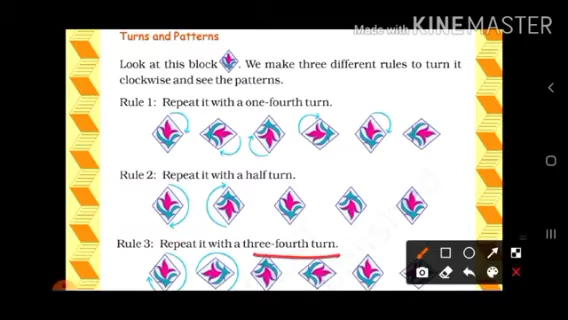 Made with KINEMASTER
Turns and Patterns
Look at this block . We make three different rules to turn it
clockwise and see the patterns.
Rule 1: Repeat it with a one-fourth turn.
Rule 2: Repeat it with a half turn.
Rule 3: Repeat it with a three-fourth turn.